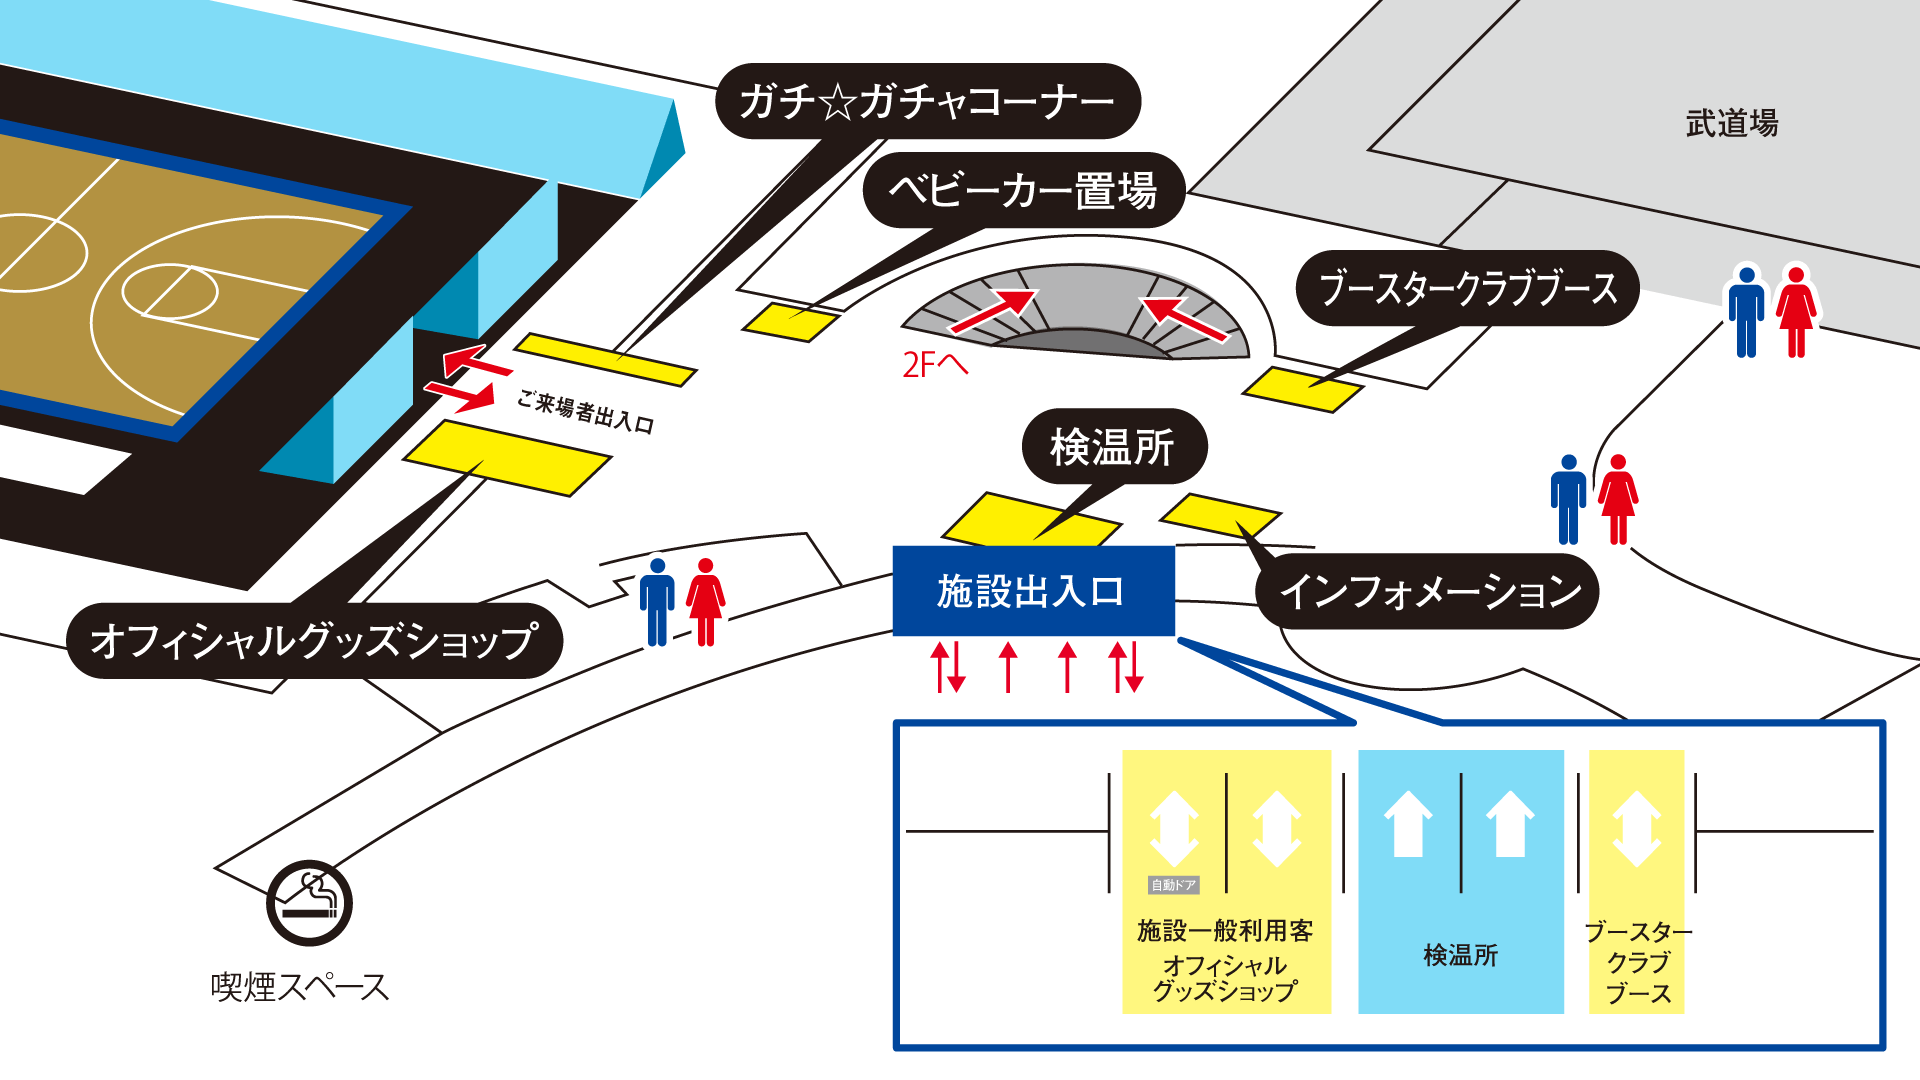 ガチ☆ガチャコーナー
武道場
ベビーカー置場
ブースタークラブブース
2Fへ
ご来場者出入口
検温所
施設出入口
インフォメーション
オフィシャルグッズショップ
自動ドア
施設一般利用客
オフィシャル
グッズショップ
検温所
ブースター
クラブ
ブース
喫煙スペース